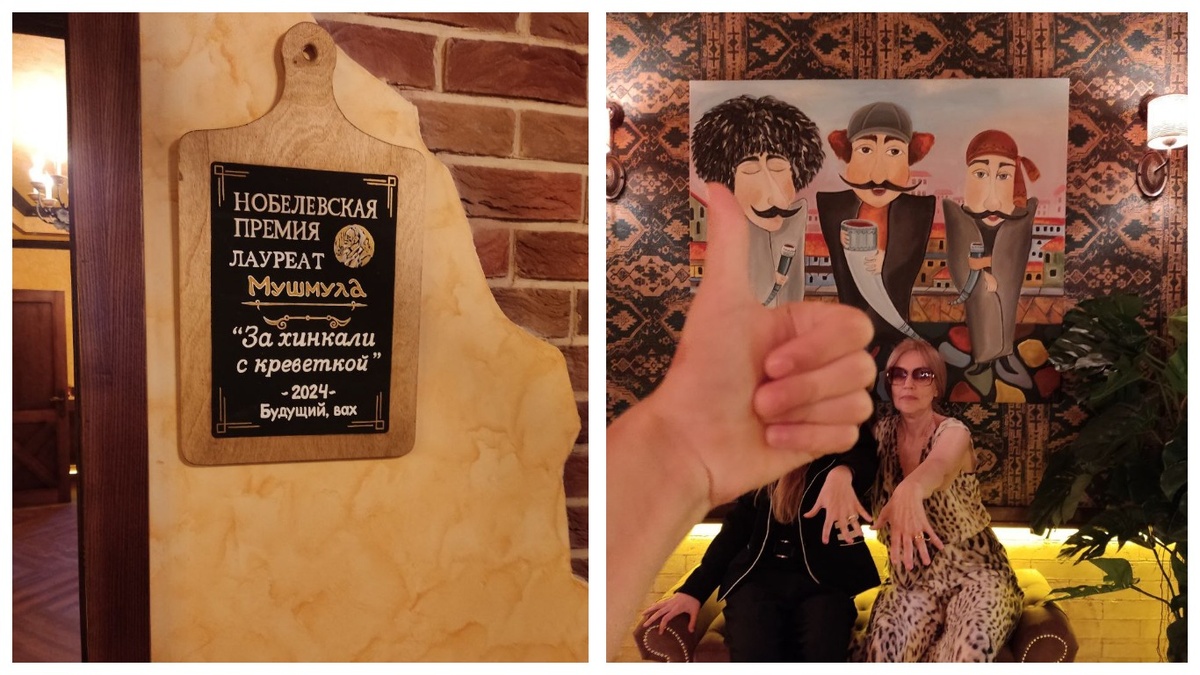 НОБЕЛЕВСКАЯ
ПРЕМИЯ
ЛАУРЕАТ
МУШМУЛА
“За хинкали
с креветкой”
-2024-
Будущий, вах